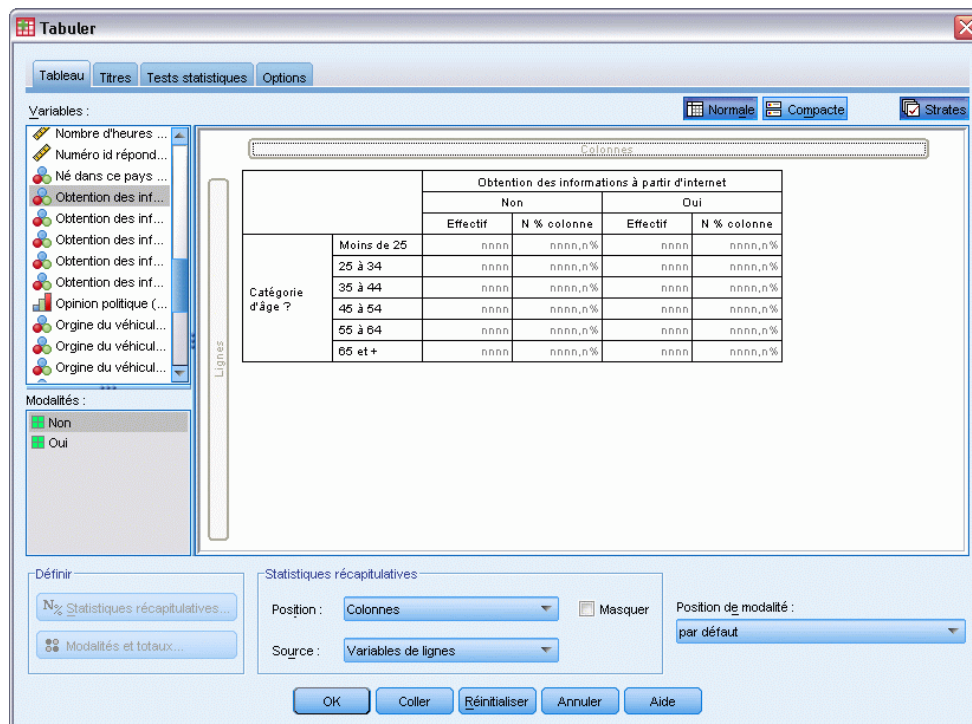 Tabuler
Tableau Titres Tests statistiques Options
Variables :
Normale Compacte Strates
Nombre d'heures ...
Numéro id répond...
Né dans ce pays ...
Obtention des inf...
Obtention des inf...
Obtention des inf...
Obtention des inf...
Obtention des inf...
Opinion politique (...
Orgine du véhicul...
Orgine du véhicul...
Orgine du véhicul...
Modalités :
Non
Oui
Colonnes
Lignes
Obtention des informations à partir d'internet
Non Oui
Effectif N % colonne Effectif N % colonne
Catégorie d'âge ?
Moins de 25 nnnn nnnn,n% nnnn nnnn,n%
25 à 34 nnnn nnnn,n% nnnn nnnn,n%
35 à 44 nnnn nnnn,n% nnnn nnnn,n%
45 à 54 nnnn nnnn,n% nnnn nnnn,n%
55 à 64 nnnn nnnn,n% nnnn nnnn,n%
65 et + nnnn nnnn,n% nnnn nnnn,n%
Définir
N% Statistiques récapitulatives...
Modalités et totaux...
Statistiques récapitulatives
Position : Colonnes Masquer
Source : Variables de lignes
Position de modalité :
par défaut
OK Coller Réinitialiser Annuler Aide